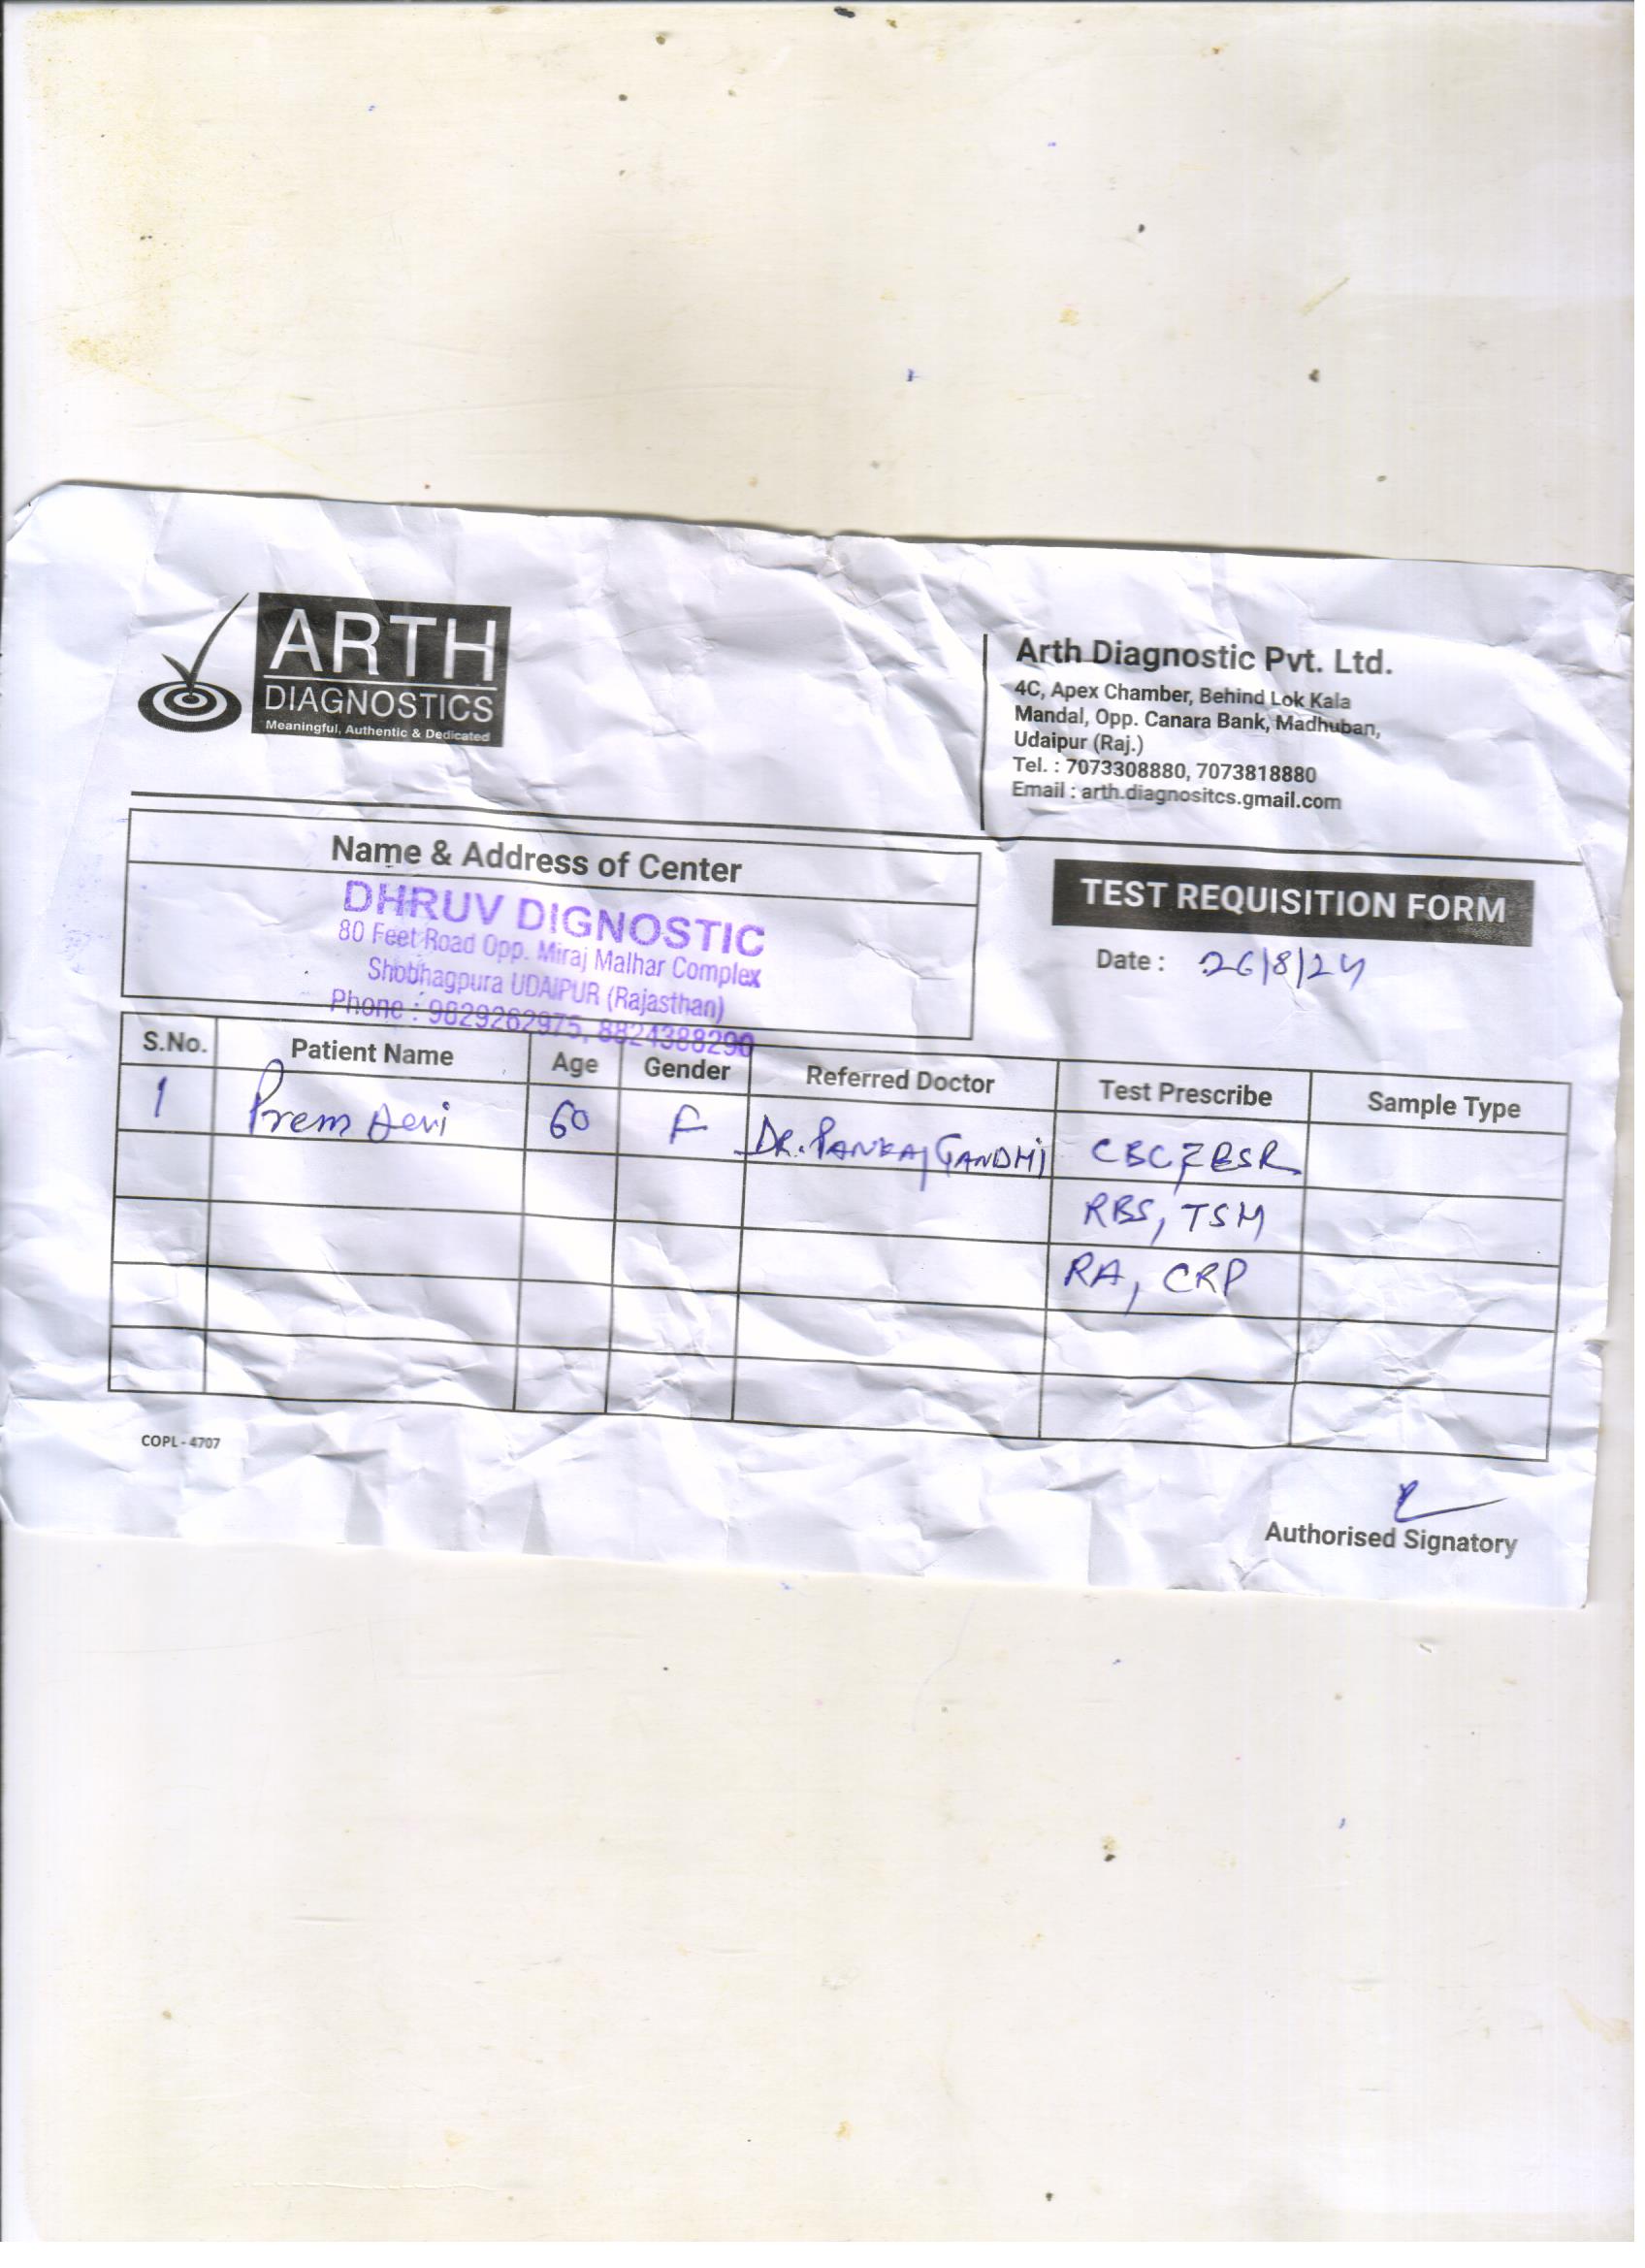 ARTH
DIAGNOSTICS
Meaningful, Authentic & Dedicated
Arth Diagnostic Pvt. Ltd.
4C, Apex Chamber, Behind Lok Kala
Mandal, Opp. Canara Bank, Madhuban,
Udaipur (Raj.)
Tel. : 7073308880, 7073818880
Email : arth.diagnositcs.gmail.com
Name & Address of Center
DHRUV DIGNOSTIC
80 Feet Road Opp. Miraj Malhar Complex
Shobhagpura UDAIPUR (Rajasthan)
Phone : 9829262975, 8824388290
TEST REQUISITION FORM
Date : 26/8/24
S.No. Patient Name Age Gender Referred Doctor Test Prescribe Sample Type
1 Prem Devi 60 F DR. PANKAJ GANDHI CBC, ESR
RBS, TSM
RA, CRP
COPL - 4707
Authorised Signatory